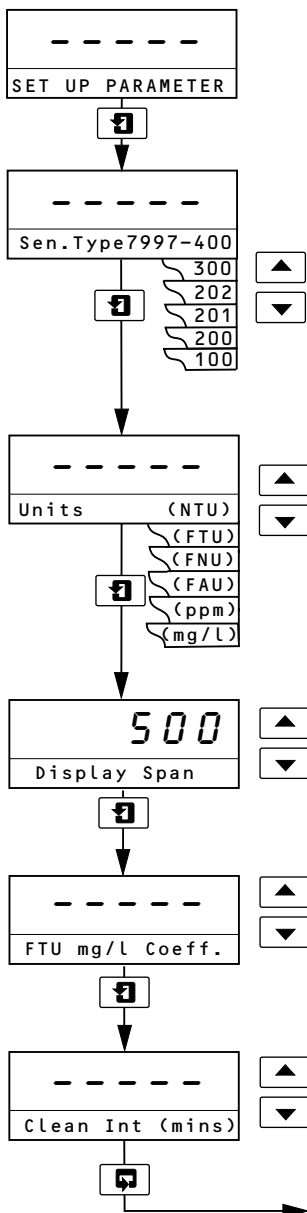 – – – – –
SET UP PARAMETER
– – – – –
Sen.Type7997-400
300
202
201
200
100
– – – – –
Units (NTU)
(FTU)
(FNU)
(FAU)
(ppm)
(mg/l)
500
Display Span
– – – – –
FTU mg/l Coeff.
– – – – –
Clean Int (mins)